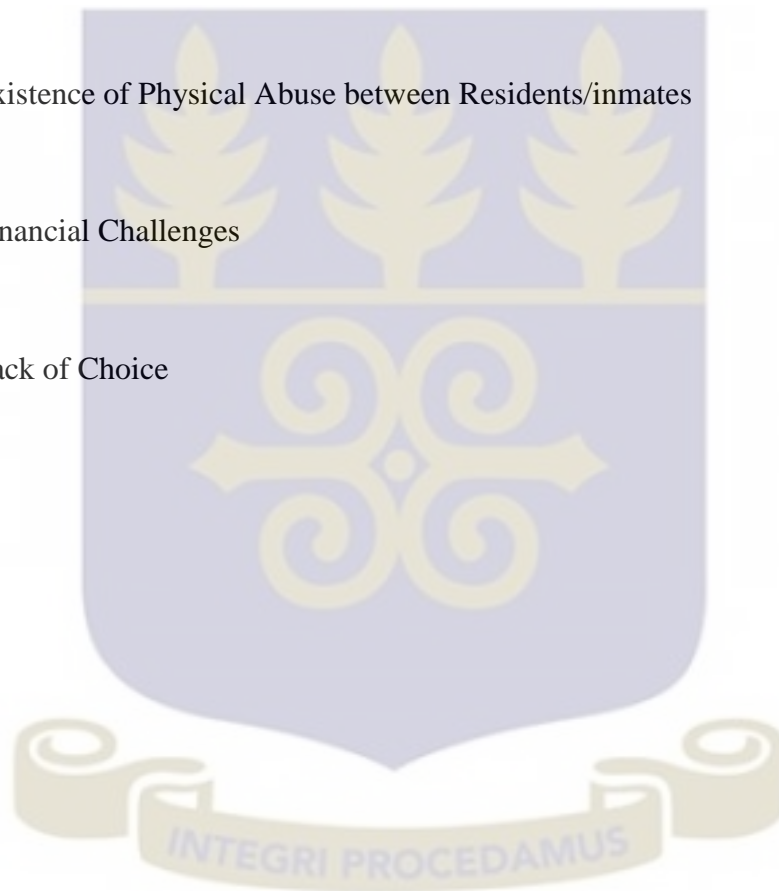 xistence of Physical Abuse between Residents/inmates
nancial Challenges
ack of Choice
INTEGRI PROCEDAMUS